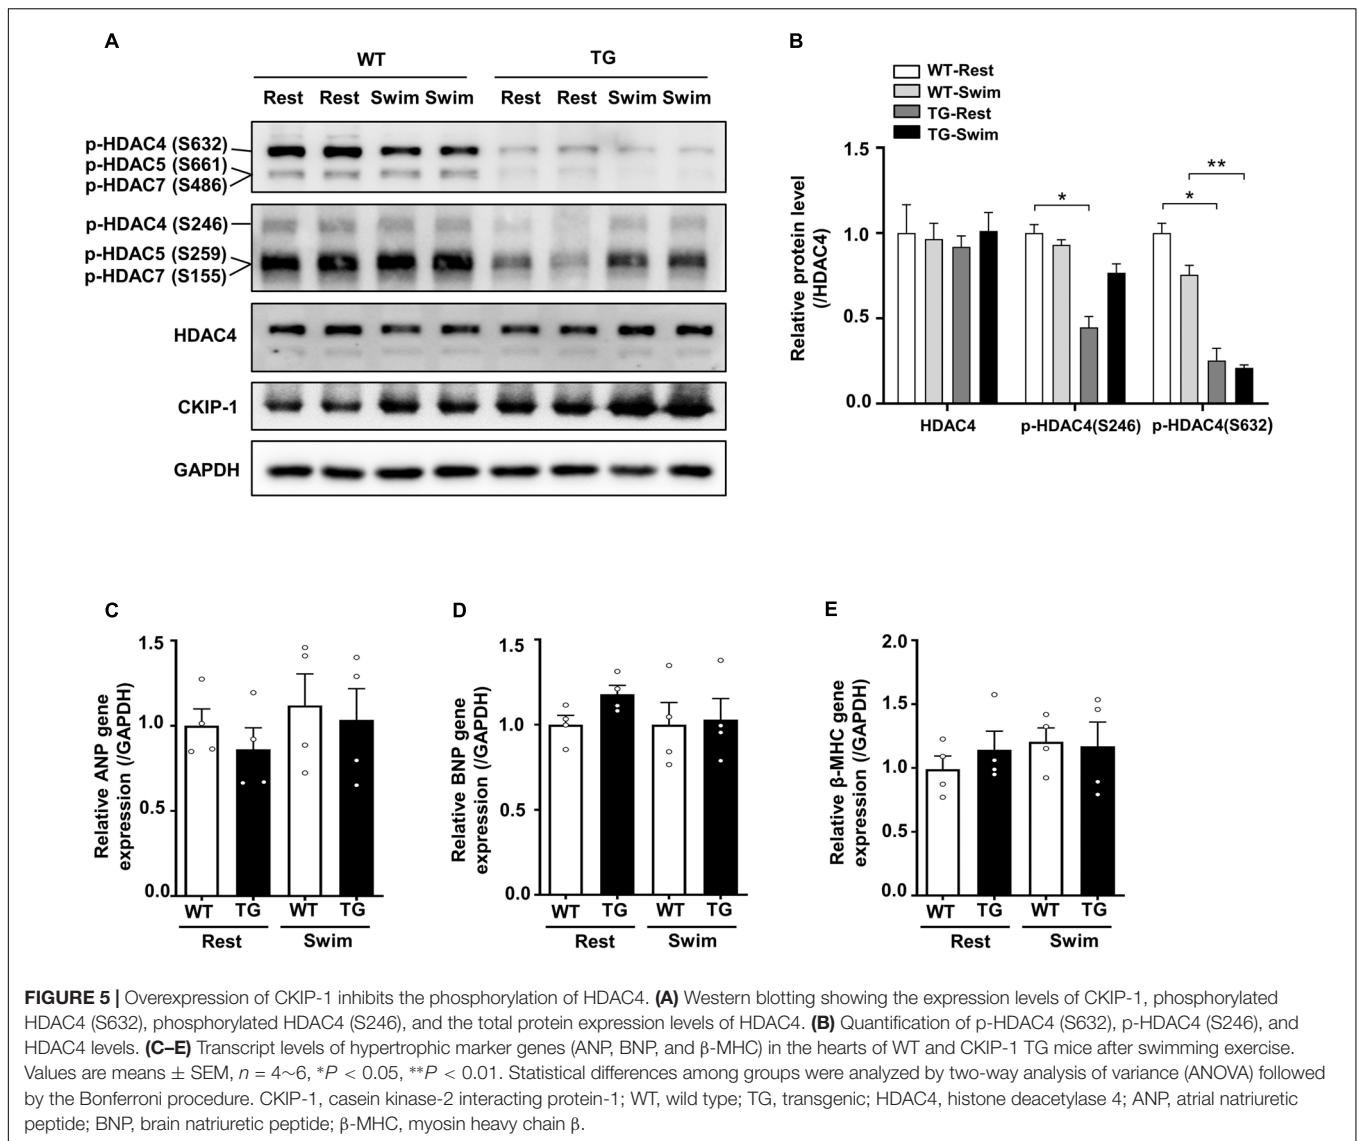 A
WT TG
Rest Rest Swim Swim Rest Rest Swim Swim
p-HDAC4 (S632)
p-HDAC5 (S661)
p-HDAC7 (S486)
p-HDAC4 (S246)
p-HDAC5 (S259)
p-HDAC7 (S155)
HDAC4
CKIP-1
GAPDH
B
WT-Rest
WT-Swim
TG-Rest
TG-Swim
Relative protein level
(/HDAC4)
1.5
1.0
0.5
0.0
*
*
**
HDAC4 p-HDAC4(S246) p-HDAC4(S632)
C
Relative ANP gene
expression (/GAPDH)
1.5
1.0
0.5
0.0
WT TG WT TG
Rest Swim
D
Relative BNP gene
expression (/GAPDH)
1.5
1.0
0.5
0.0
WT TG WT TG
Rest Swim
E
Relative β-MHC gene
expression (/GAPDH)
2.0
1.5
1.0
0.5
0.0
WT TG WT TG
Rest Swim
FIGURE 5 | Overexpression of CKIP-1 inhibits the phosphorylation of HDAC4. (A) Western blotting showing the expression levels of CKIP-1, phosphorylated
HDAC4 (S632), phosphorylated HDAC4 (S246), and the total protein expression levels of HDAC4. (B) Quantification of p-HDAC4 (S632), p-HDAC4 (S246), and
HDAC4 levels. (C–E) Transcript levels of hypertrophic marker genes (ANP, BNP, and β-MHC) in the hearts of WT and CKIP-1 TG mice after swimming exercise.
Values are means ± SEM, n = 4~6, *P < 0.05, **P < 0.01. Statistical differences among groups were analyzed by two-way analysis of variance (ANOVA) followed
by the Bonferroni procedure. CKIP-1, casein kinase-2 interacting protein-1; WT, wild type; TG, transgenic; HDAC4, histone deacetylase 4; ANP, atrial natriuretic
peptide; BNP, brain natriuretic peptide; β-MHC, myosin heavy chain β.